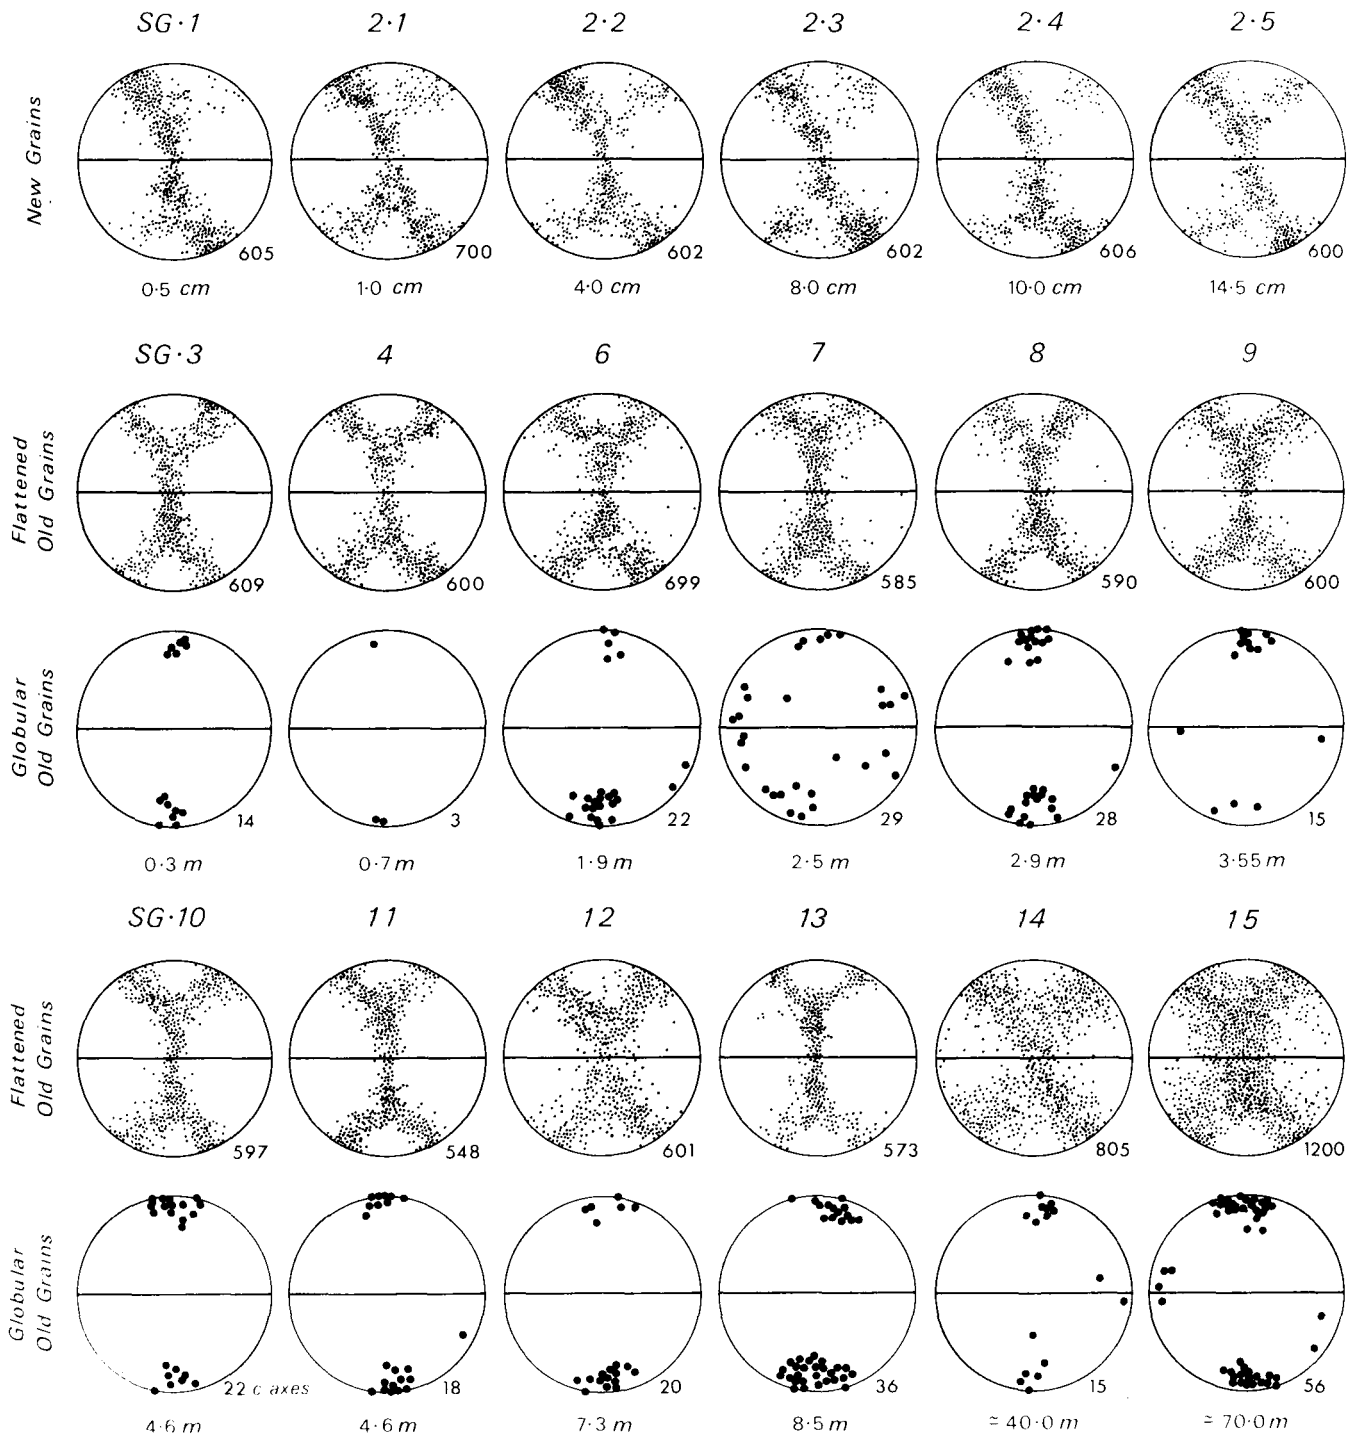 SG·1 2·1 2·2 2·3 2·4 2·5
New Grains
605 700 602 602 606 600
0·5 cm 1·0 cm 4·0 cm 8·0 cm 10·0 cm 14·5 cm
SG·3 4 6 7 8 9
Flattened
Old Grains
609 600 699 585 590 600
Globular
Old Grains
14 3 22 29 28 15
0·3 m 0·7 m 1·9 m 2·5 m 2·9 m 3·55 m
SG·10 11 12 13 14 15
Flattened
Old Grains
597 548 601 573 805 1200
Globular
Old Grains
22 c axes 18 20 36 15 56
4·6 m 4·6 m 7·3 m 8·5 m ≃ 40·0 m ≃ 70·0 m